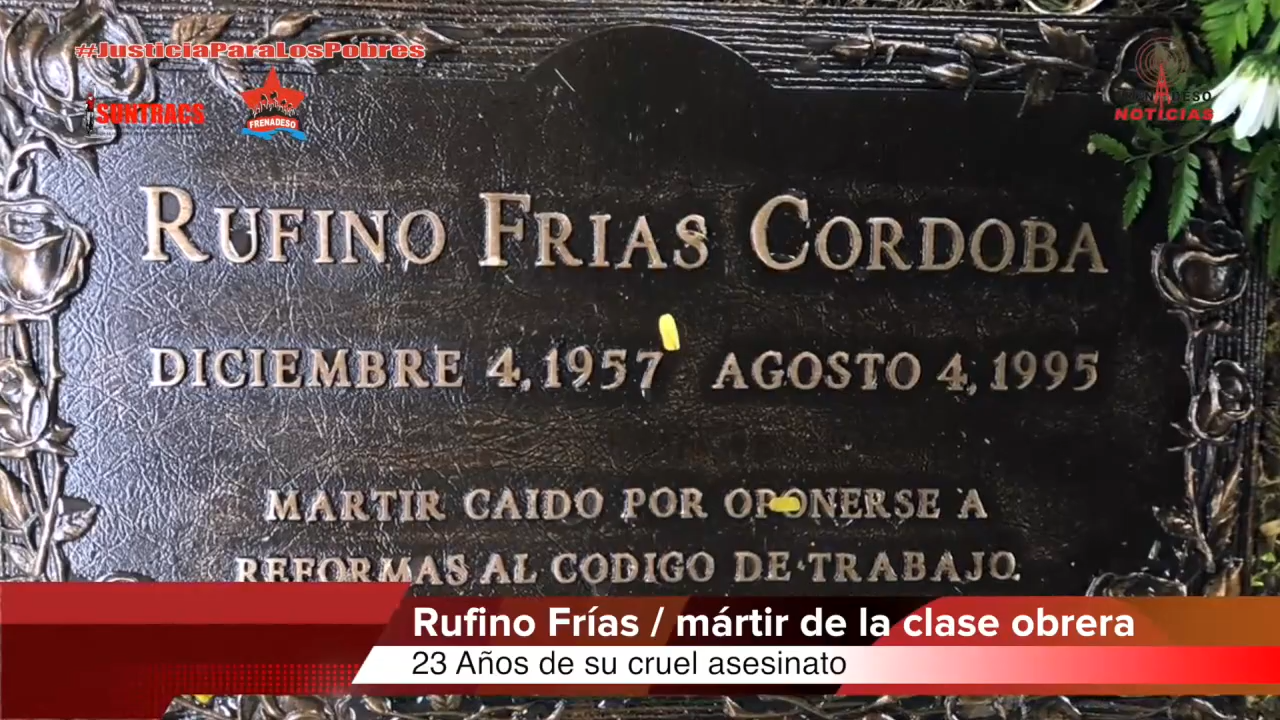 #JusticiaParaLosPobres
SUNTRACS
FRENADESO
NOTICIAS
RUFINO FRIAS CORDOBA
DICIEMBRE 4, 1957 AGOSTO 4, 1995
MARTIR CAIDO POR OPONERSE A
REFORMAS AL CODIGO DE TRABAJO.
Rufino Frías / mártir de la clase obrera
23 Años de su cruel asesinato